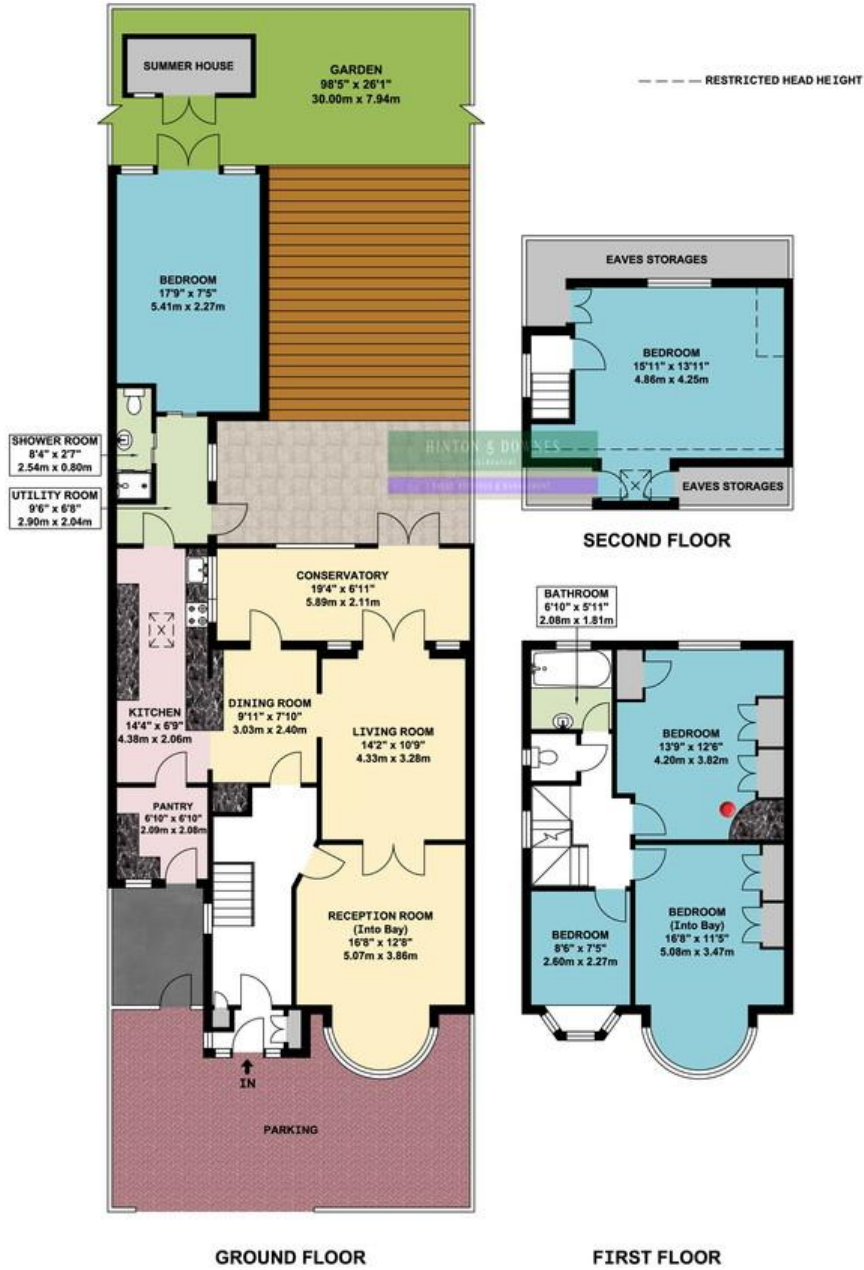 SUMMER HOUSE
GARDEN
98'5" x 26'1"
30.00m x 7.94m
RESTRICTED HEAD HEIGHT
BEDROOM
17'9" x 7'5"
5.41m x 2.27m
EAVES STORAGES
BEDROOM
15'11" x 13'11"
4.86m x 4.25m
EAVES STORAGES
SECOND FLOOR
SHOWER ROOM
8'4" x 2'7"
2.54m x 0.80m
UTILITY ROOM
9'6" x 6'8"
2.90m x 2.04m
HINTON & DOWNES
CONSERVATORY
19'4" x 6'11"
5.89m x 2.11m
KITCHEN
14'4" x 6'9"
4.38m x 2.06m
DINING ROOM
9'11" x 7'10"
3.03m x 2.40m
LIVING ROOM
14'2" x 10'9"
4.33m x 3.28m
PANTRY
6'10" x 6'10"
2.09m x 2.08m
RECEPTION ROOM
(Into Bay)
16'8" x 12'8"
5.07m x 3.86m
IN
PARKING
GROUND FLOOR
BATHROOM
6'10" x 5'11"
2.08m x 1.81m
BEDROOM
13'9" x 12'6"
4.20m x 3.82m
BEDROOM
8'6" x 7'5"
2.60m x 2.27m
BEDROOM
(Into Bay)
16'8" x 11'5"
5.08m x 3.47m
FIRST FLOOR